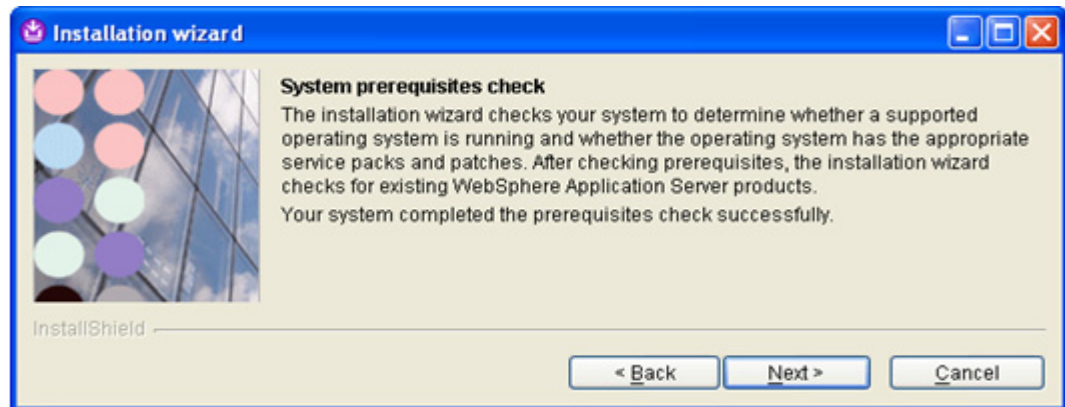 Installation wizard
System prerequisites check
The installation wizard checks your system to determine whether a supported
operating system is running and whether the operating system has the appropriate
service packs and patches. After checking prerequisites, the installation wizard
checks for existing WebSphere Application Server products.
Your system completed the prerequisites check successfully.
InstallShield
< Back
Next >
Cancel